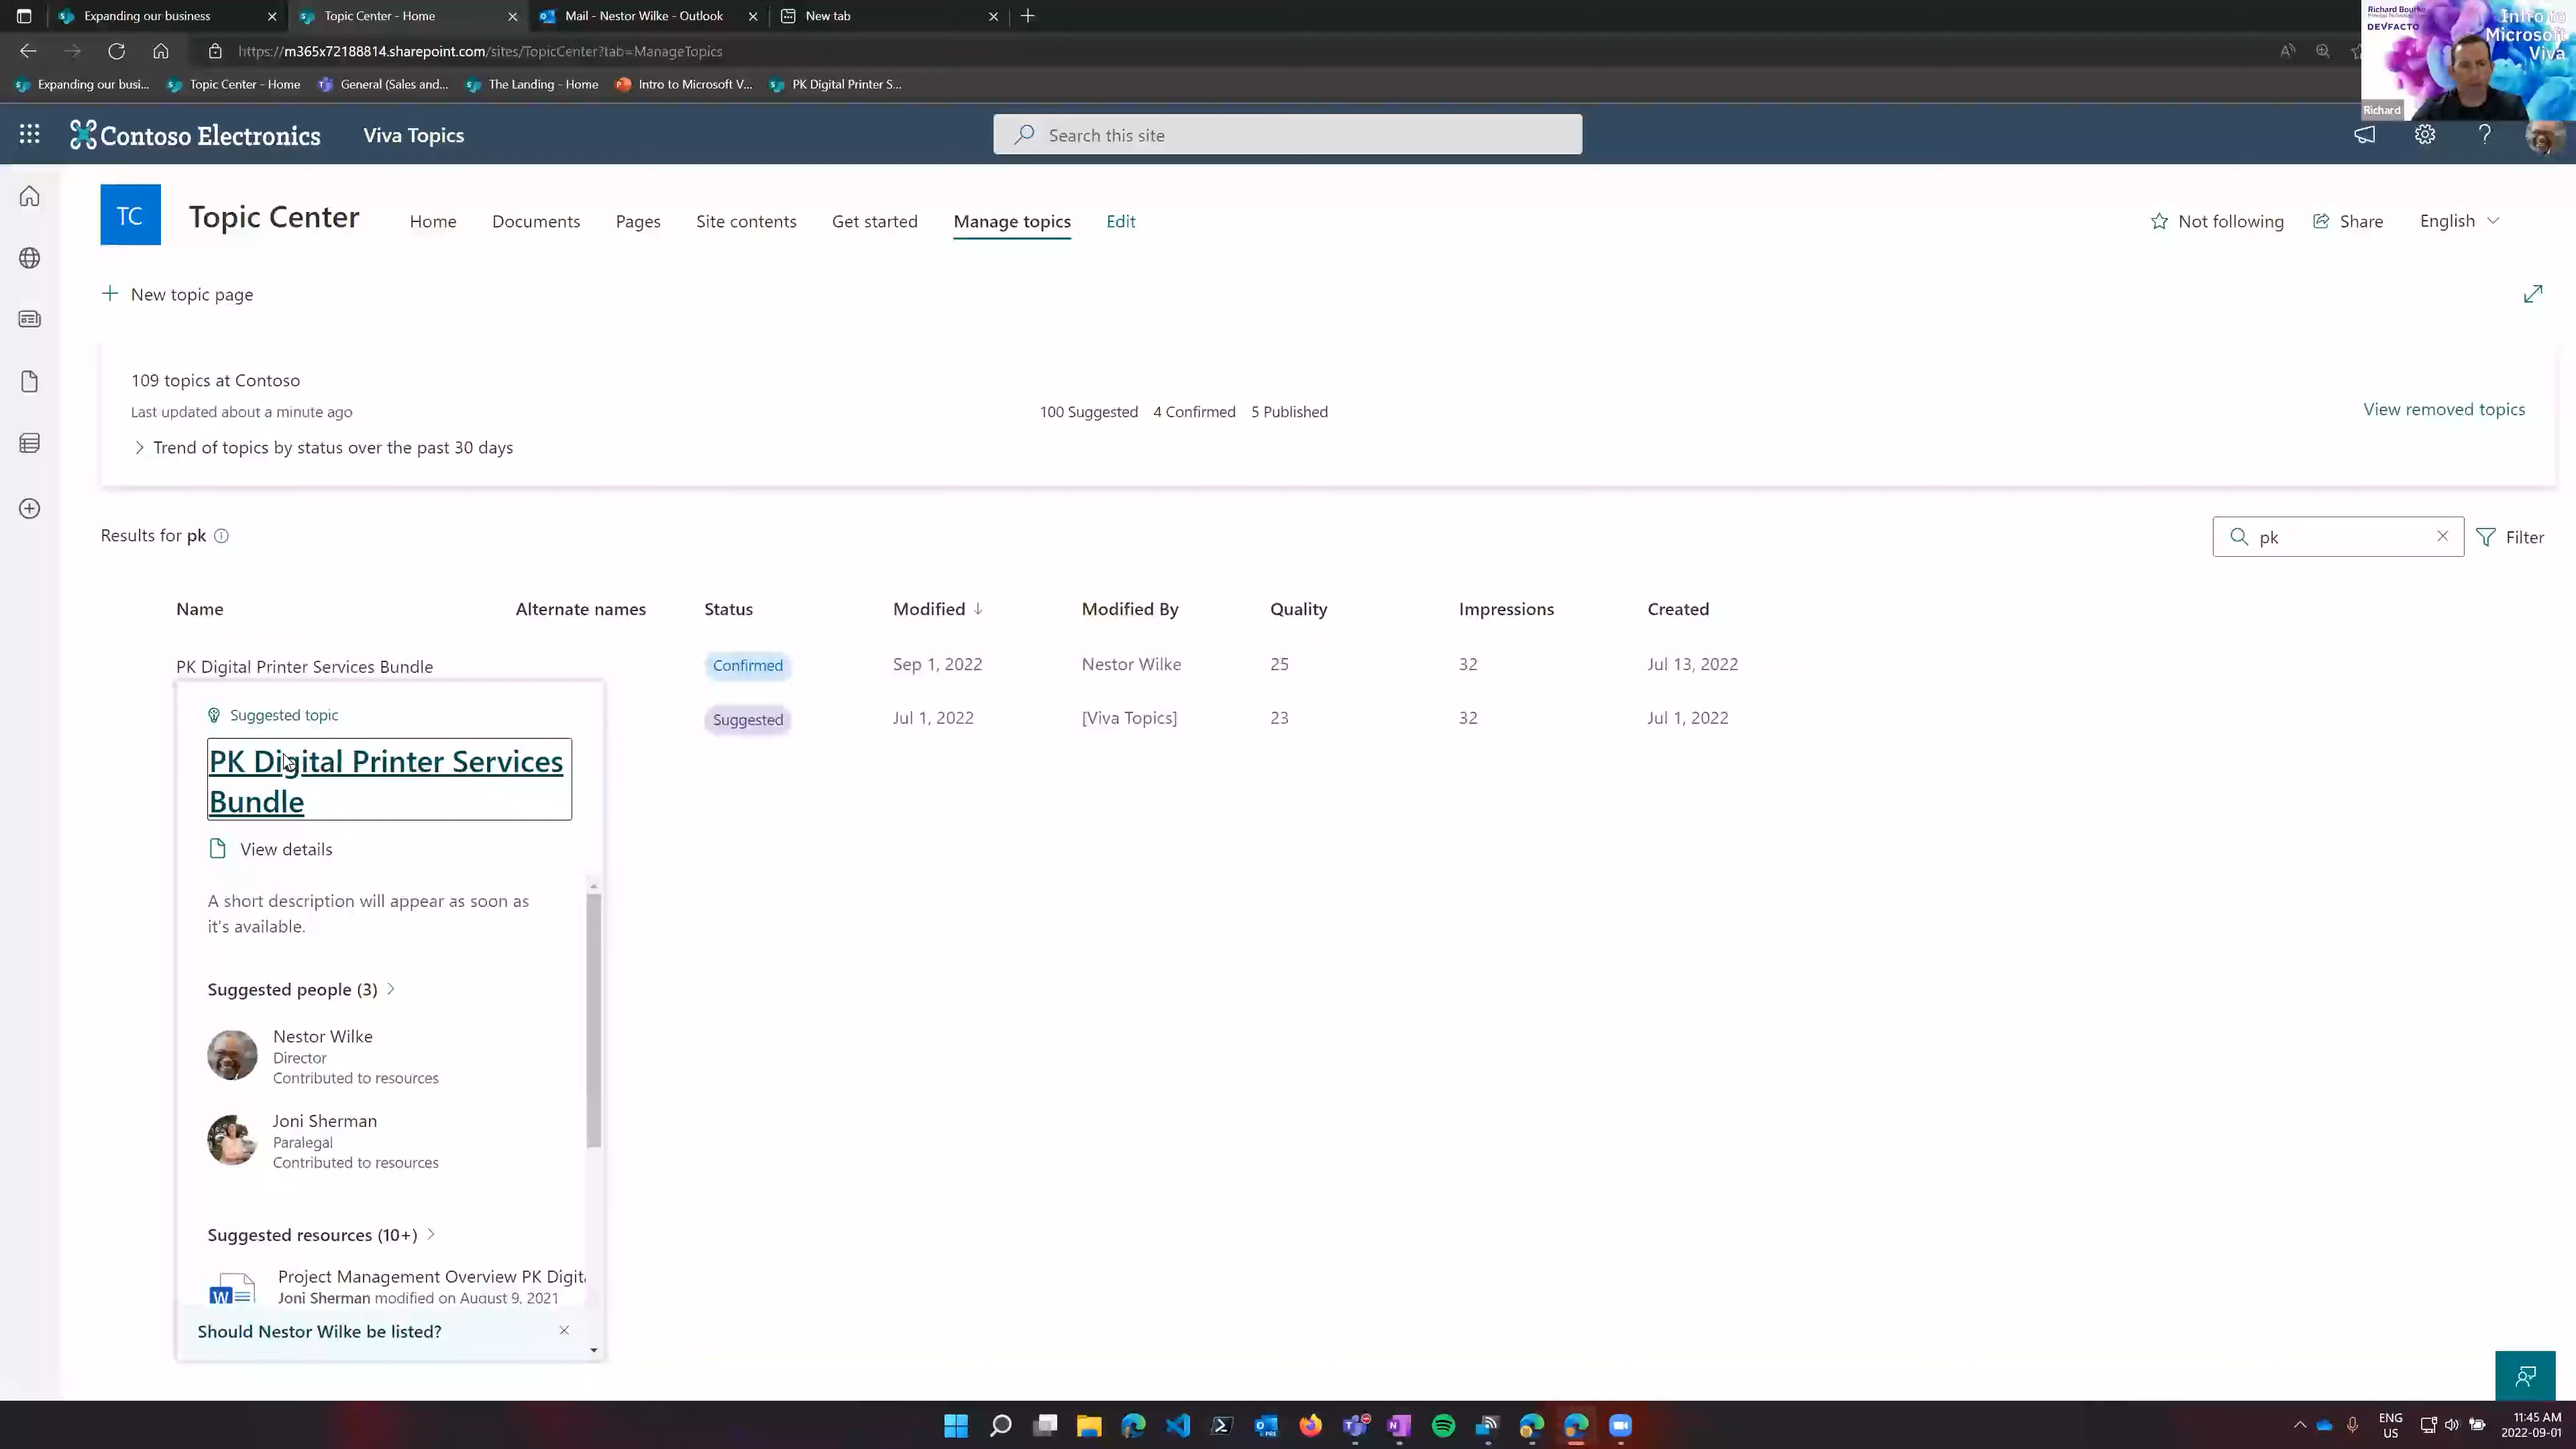 Expanding our business
Topic Center - Home
Mail - Nestor Wilke - Outlook
New tab
https://m365x72188814.sharepoint.com/sites/TopicCenter?tab=ManageTopics
Expanding our busi...
Topic Center - Home
General (Sales and...
The Landing - Home
Intro to Microsoft V...
PK Digital Printer S...
Richard Bourke
DEVFACTO
Intro to
Microsoft
Viva
Richard
Contoso Electronics
Viva Topics
Search this site
TC
Topic Center
Home
Documents
Pages
Site contents
Get started
Manage topics
Edit
Not following
Share
English
New topic page
109 topics at Contoso
Last updated about a minute ago
100 Suggested 4 Confirmed 5 Published
View removed topics
Trend of topics by status over the past 30 days
Results for pk
pk
Filter
Name Alternate names Status Modified Modified By Quality Impressions Created
PK Digital Printer Services Bundle Confirmed Sep 1, 2022 Nestor Wilke 25 32 Jul 13, 2022
Suggested Jul 1, 2022 [Viva Topics] 23 32 Jul 1, 2022
Suggested topic
PK Digital Printer Services
Bundle
View details
A short description will appear as soon as
it's available.
Suggested people (3)
Nestor Wilke
Director
Contributed to resources
Joni Sherman
Paralegal
Contributed to resources
Suggested resources (10+)
Project Management Overview PK Digit
Joni Sherman modified on August 9, 2021
Should Nestor Wilke be listed?
ENG
US
11:45 AM
2022-09-01